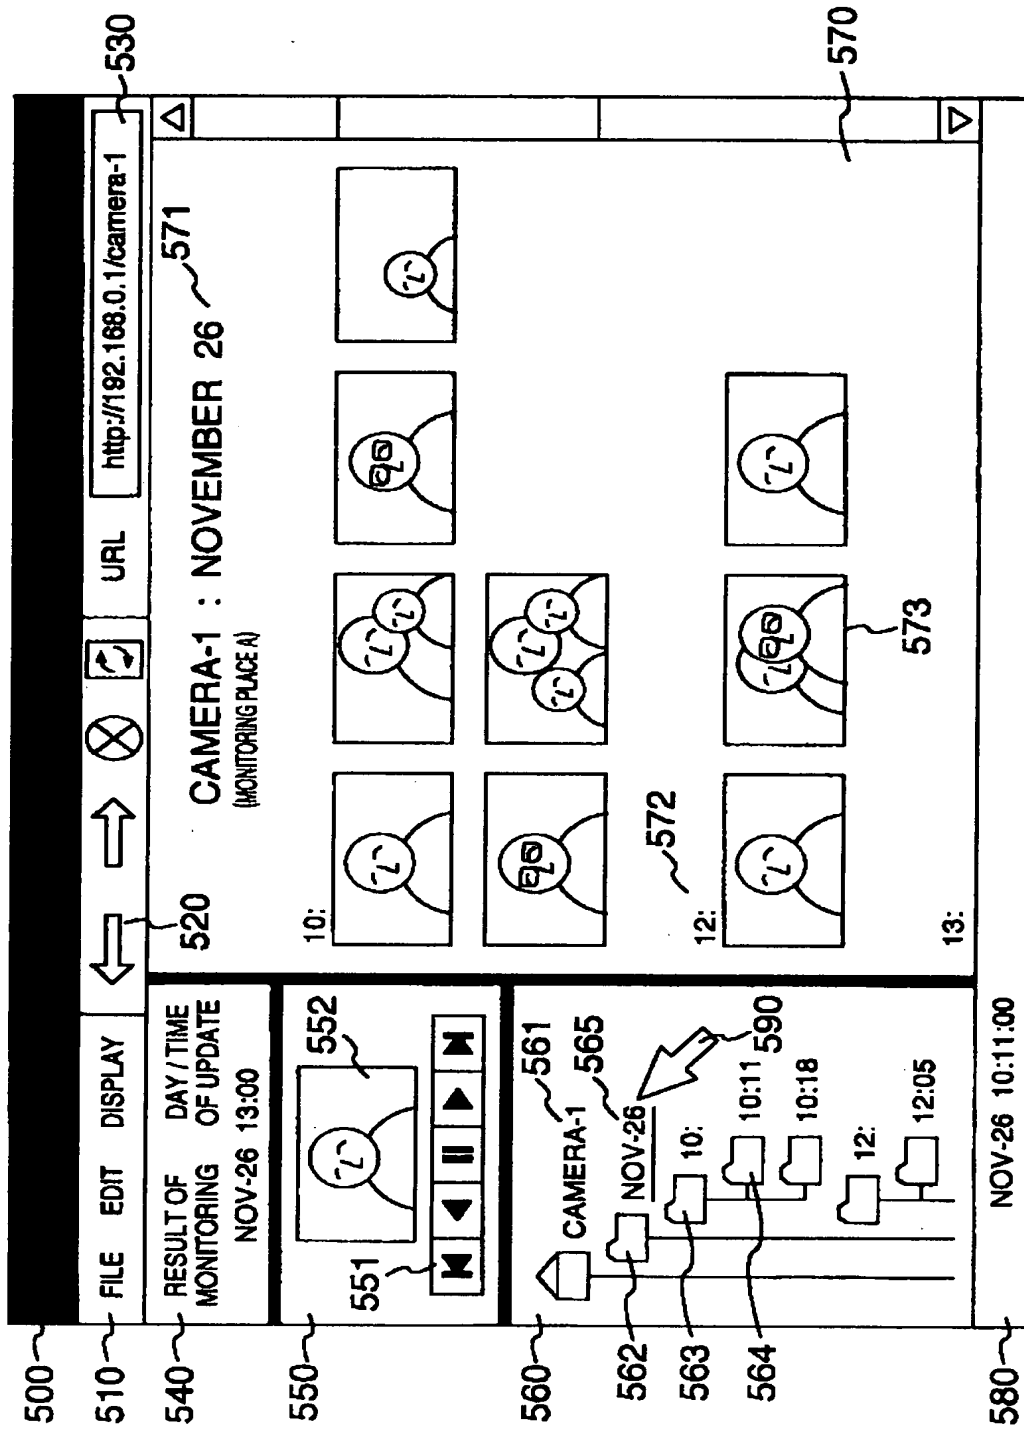 500
510
FILE EDIT DISPLAY
520
URL
http://192.168.0.1/camera-1
530
540
RESULT OF MONITORING
DAY / TIME OF UPDATE
NOV-26 13:00
550
551
552
560
CAMERA-1
561
562
NOV-26
565
590
563
10:
564
10:11
10:18
12:
12:05
CAMERA-1 : NOVEMBER 26
571
(MONITORING PLACE A)
10:
12:
572
573
13:
570
580
NOV-26 10:11:00